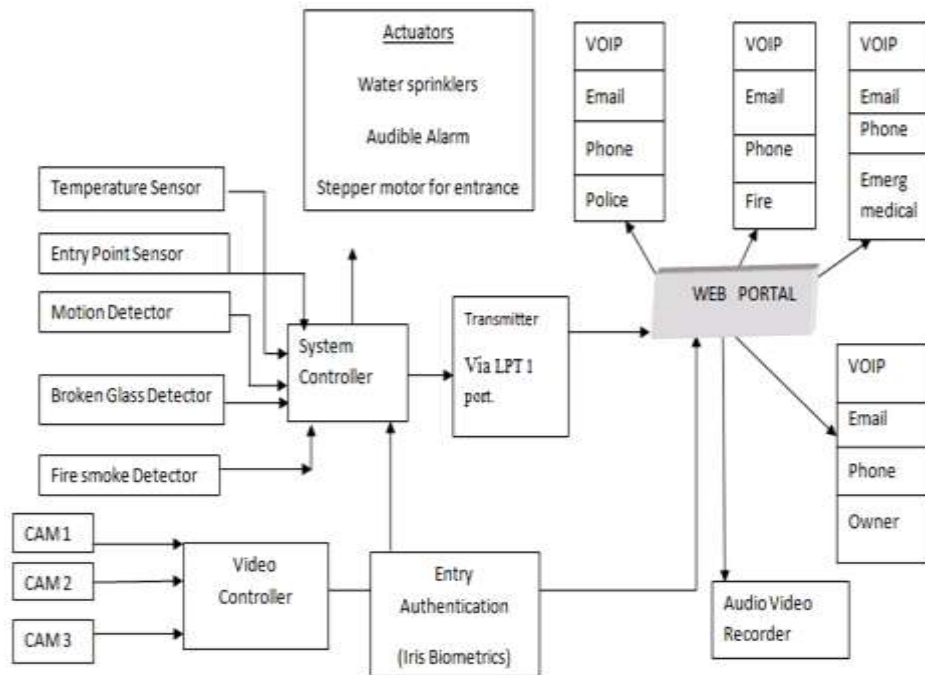 Actuators
Water sprinklers
Audible Alarm
Stepper motor for entrance
VOIP
Email
Phone
Police
VOIP
Email
Phone
Fire
VOIP
Email
Phone
Emerg
medical
Temperature Sensor
Entry Point Sensor
Motion Detector
Broken Glass Detector
Fire smoke Detector
System
Controller
Transmitter
Via LPT 1
port.
WEB PORTAL
VOIP
Email
Phone
Owner
CAM 1
CAM 2
CAM 3
Video
Controller
Entry
Authentication
(Iris Biometrics)
Audio Video
Recorder